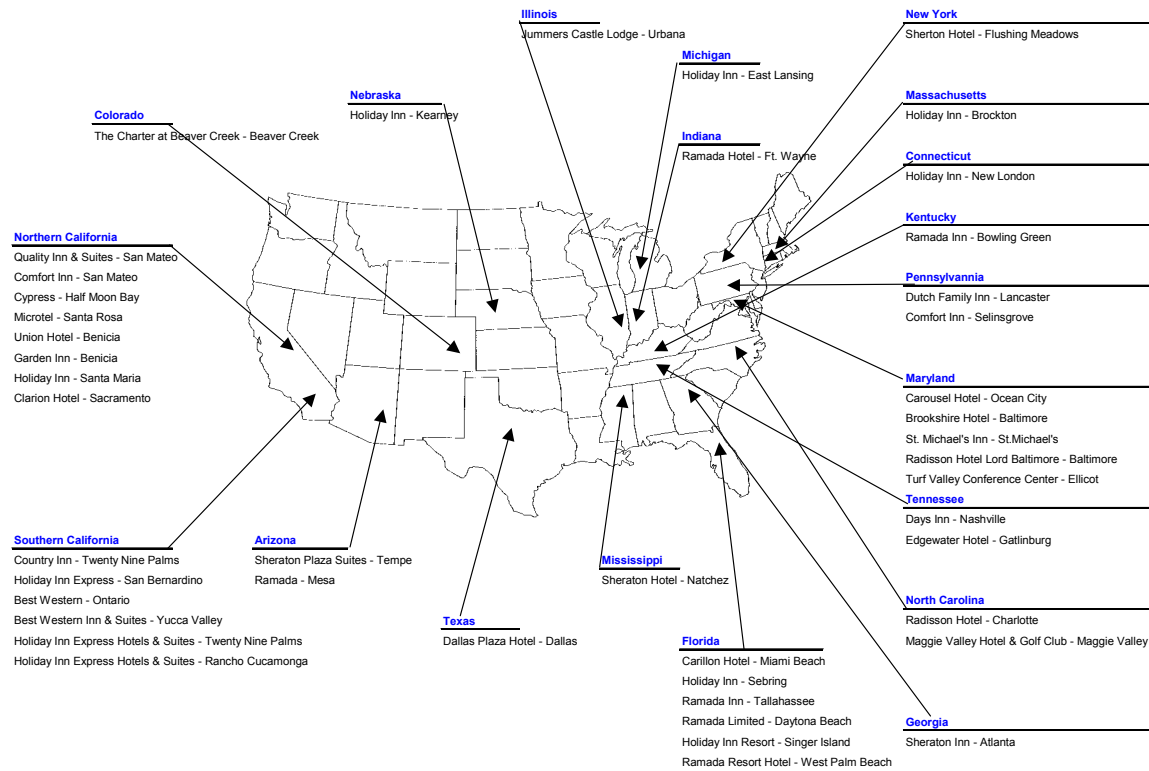 Illinois
Jummers Castle Lodge - Urbana
New York
Sherton Hotel - Flushing Meadows
Michigan
Holiday Inn - East Lansing
Nebraska
Holiday Inn - Kearney
Massachusetts
Holiday Inn - Brockton
Colorado
The Charter at Beaver Creek - Beaver Creek
Indiana
Ramada Hotel - Ft. Wayne
Connecticut
Holiday Inn - New London
Kentucky
Ramada Inn - Bowling Green
Northern California
Quality Inn & Suites - San Mateo
Comfort Inn - San Mateo
Cypress - Half Moon Bay
Microtel - Santa Rosa
Union Hotel - Benicia
Garden Inn - Benicia
Holiday Inn - Santa Maria
Clarion Hotel - Sacramento
Pennsylvannia
Dutch Family Inn - Lancaster
Comfort Inn - Selinsgrove
Maryland
Carousel Hotel - Ocean City
Brookshire Hotel - Baltimore
St. Michael's Inn - St.Michael's
Radisson Hotel Lord Baltimore - Baltimore
Turf Valley Conference Center - Ellicot
Tennessee
Days Inn - Nashville
Edgewater Hotel - Gatlinburg
Southern California
Country Inn - Twenty Nine Palms
Holiday Inn Express - San Bernardino
Best Western - Ontario
Best Western Inn & Suites - Yucca Valley
Holiday Inn Express Hotels & Suites - Twenty Nine Palms
Holiday Inn Express Hotels & Suites - Rancho Cucamonga
Arizona
Sheraton Plaza Suites - Tempe
Ramada - Mesa
Mississippi
Sheraton Hotel - Natchez
Texas
Dallas Plaza Hotel - Dallas
North Carolina
Radisson Hotel - Charlotte
Maggie Valley Hotel & Golf Club - Maggie Valley
Florida
Carillon Hotel - Miami Beach
Holiday Inn - Sebring
Ramada Inn - Tallahassee
Ramada Limited - Daytona Beach
Holiday Inn Resort - Singer Island
Ramada Resort Hotel - West Palm Beach
Georgia
Sheraton Inn - Atlanta